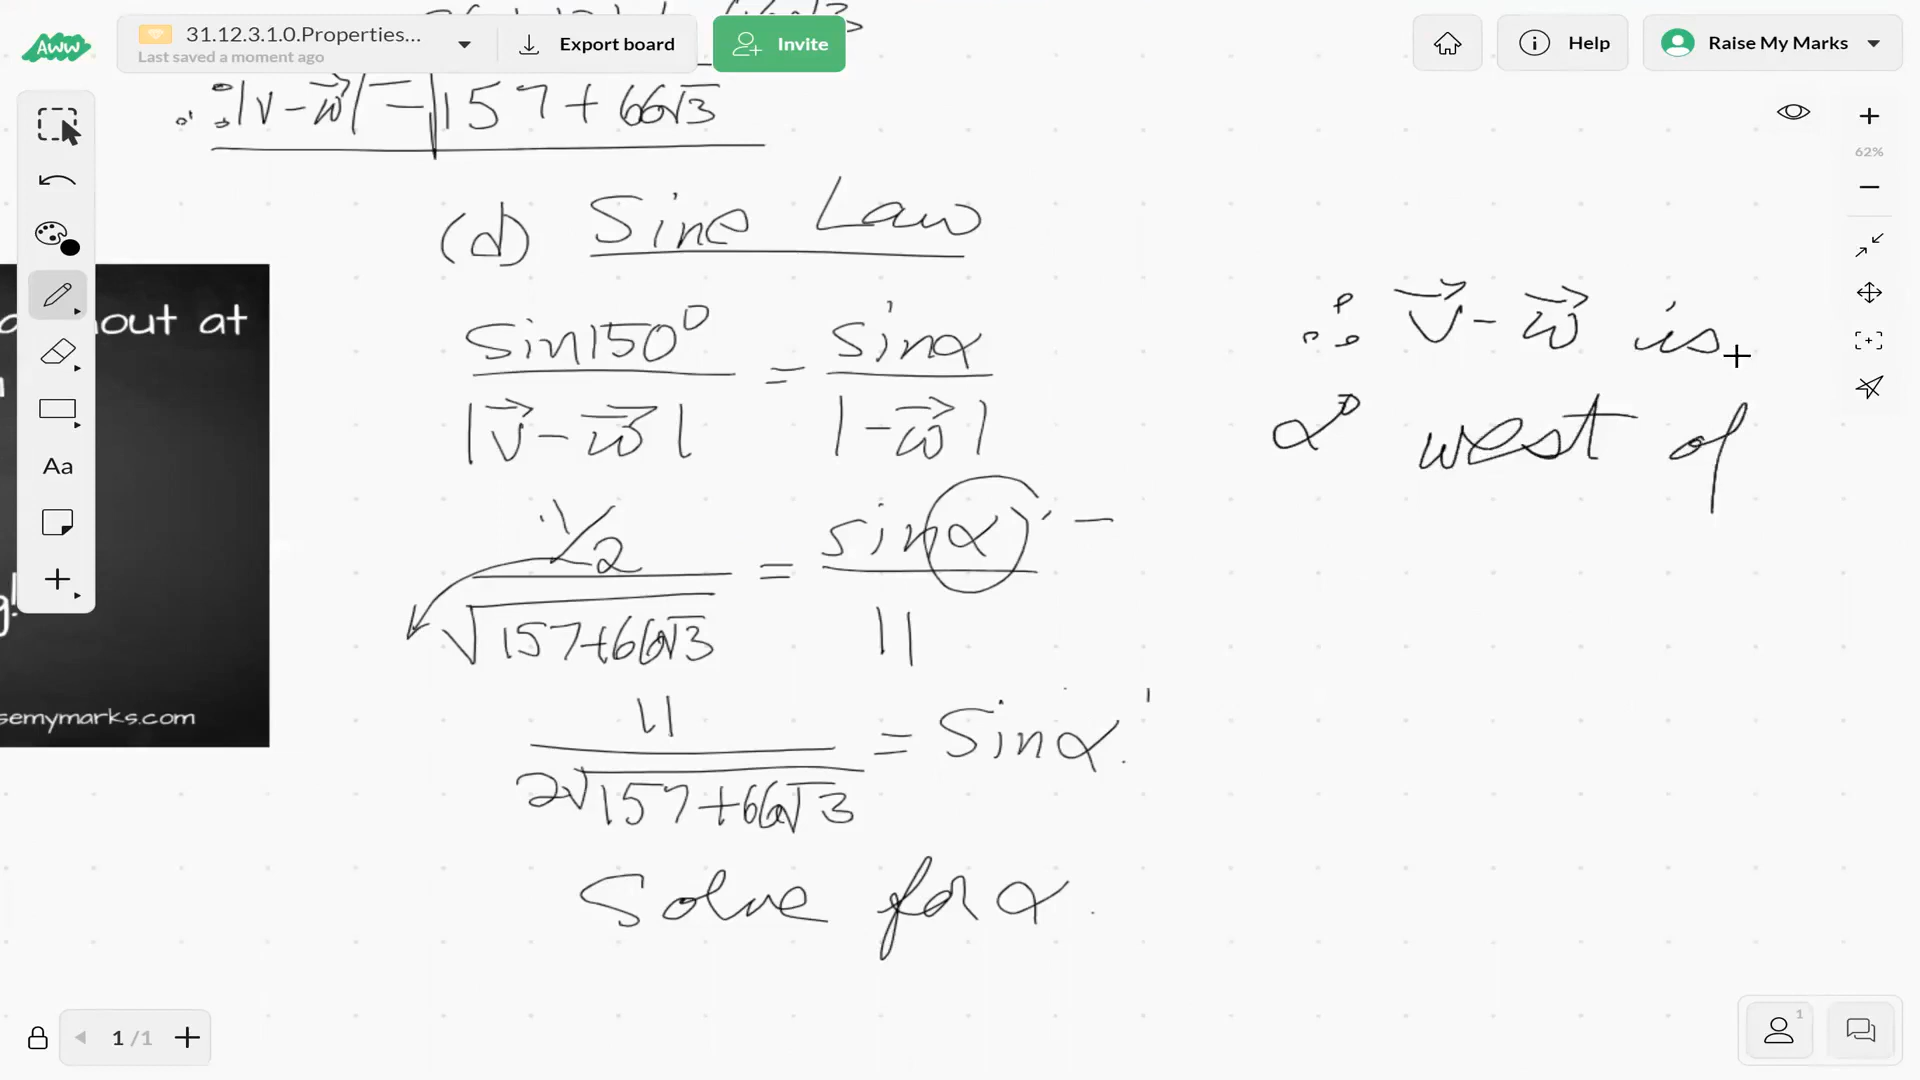 31.12.3.1.0.Properties...
Last saved a moment ago
Export board
Invite
Help
Raise My Marks
62%
∴ |v⃗ - w⃗| = √157 + 66√3
(d) Sine Law
sin150° / |v⃗ - w⃗| = sinα / |-w⃗|
1/2 / √157+66√3 = sinα / 11
11 / 2√157+66√3 = Sinα
Solve for α.
∴ v⃗ - w⃗ is
α° west of
out at
semymarks.com
Aa
1 /1
1